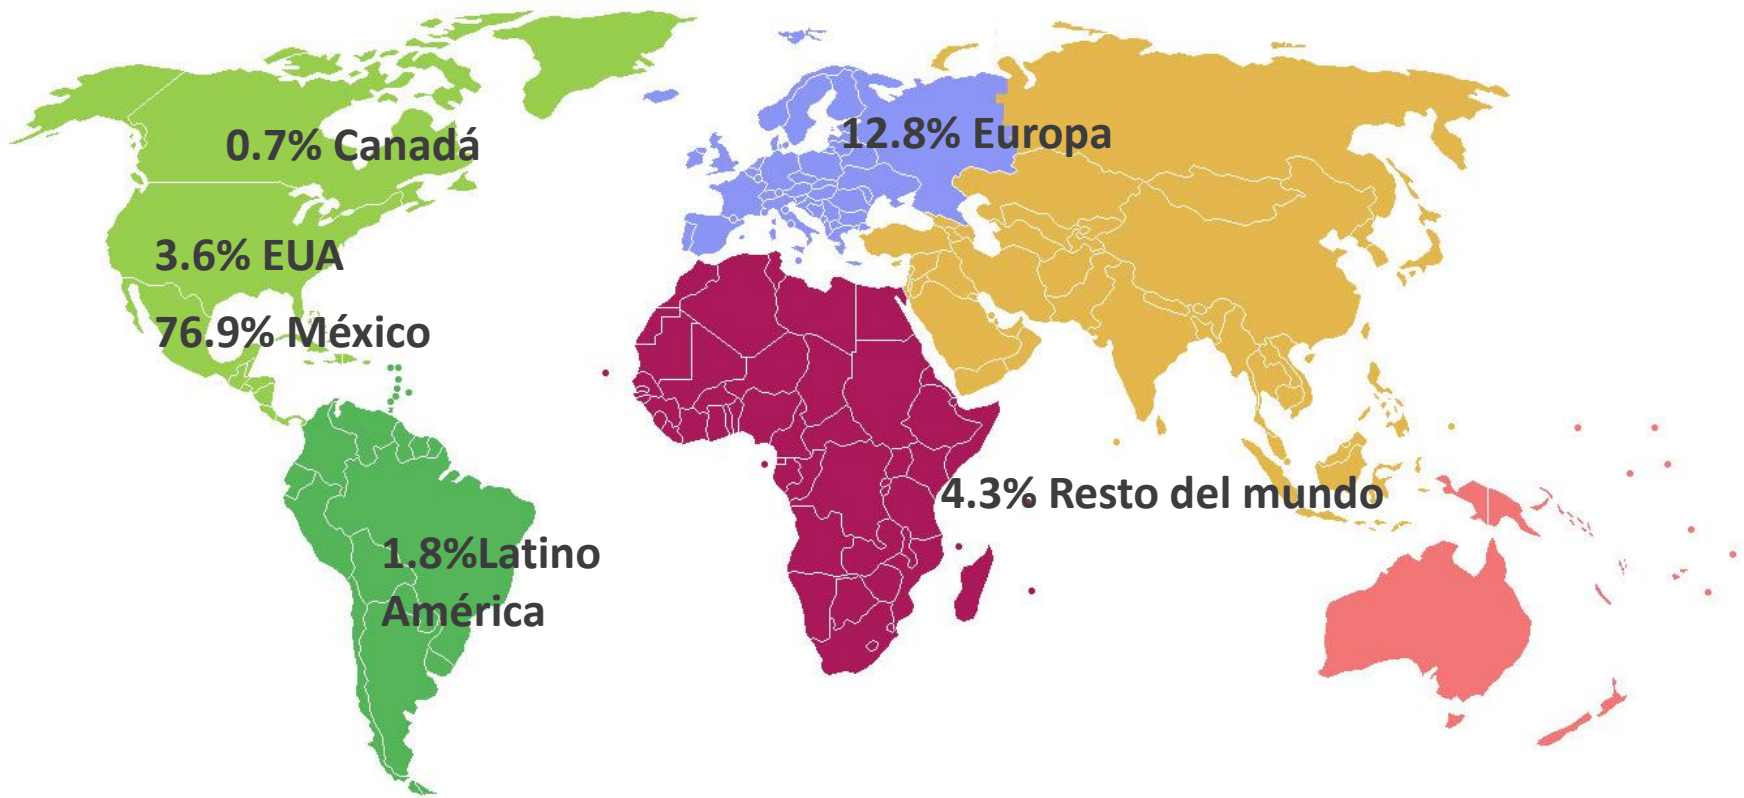 0.7% Canadá
12.8% Europa
3.6% EUA
76.9% México
4.3% Resto del mundo
1.8%Latino
América